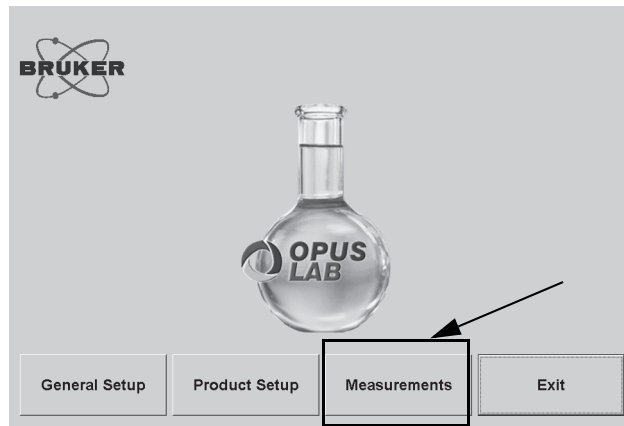 BRUKER
OPUS
LAB
General Setup
Product Setup
Measurements
Exit